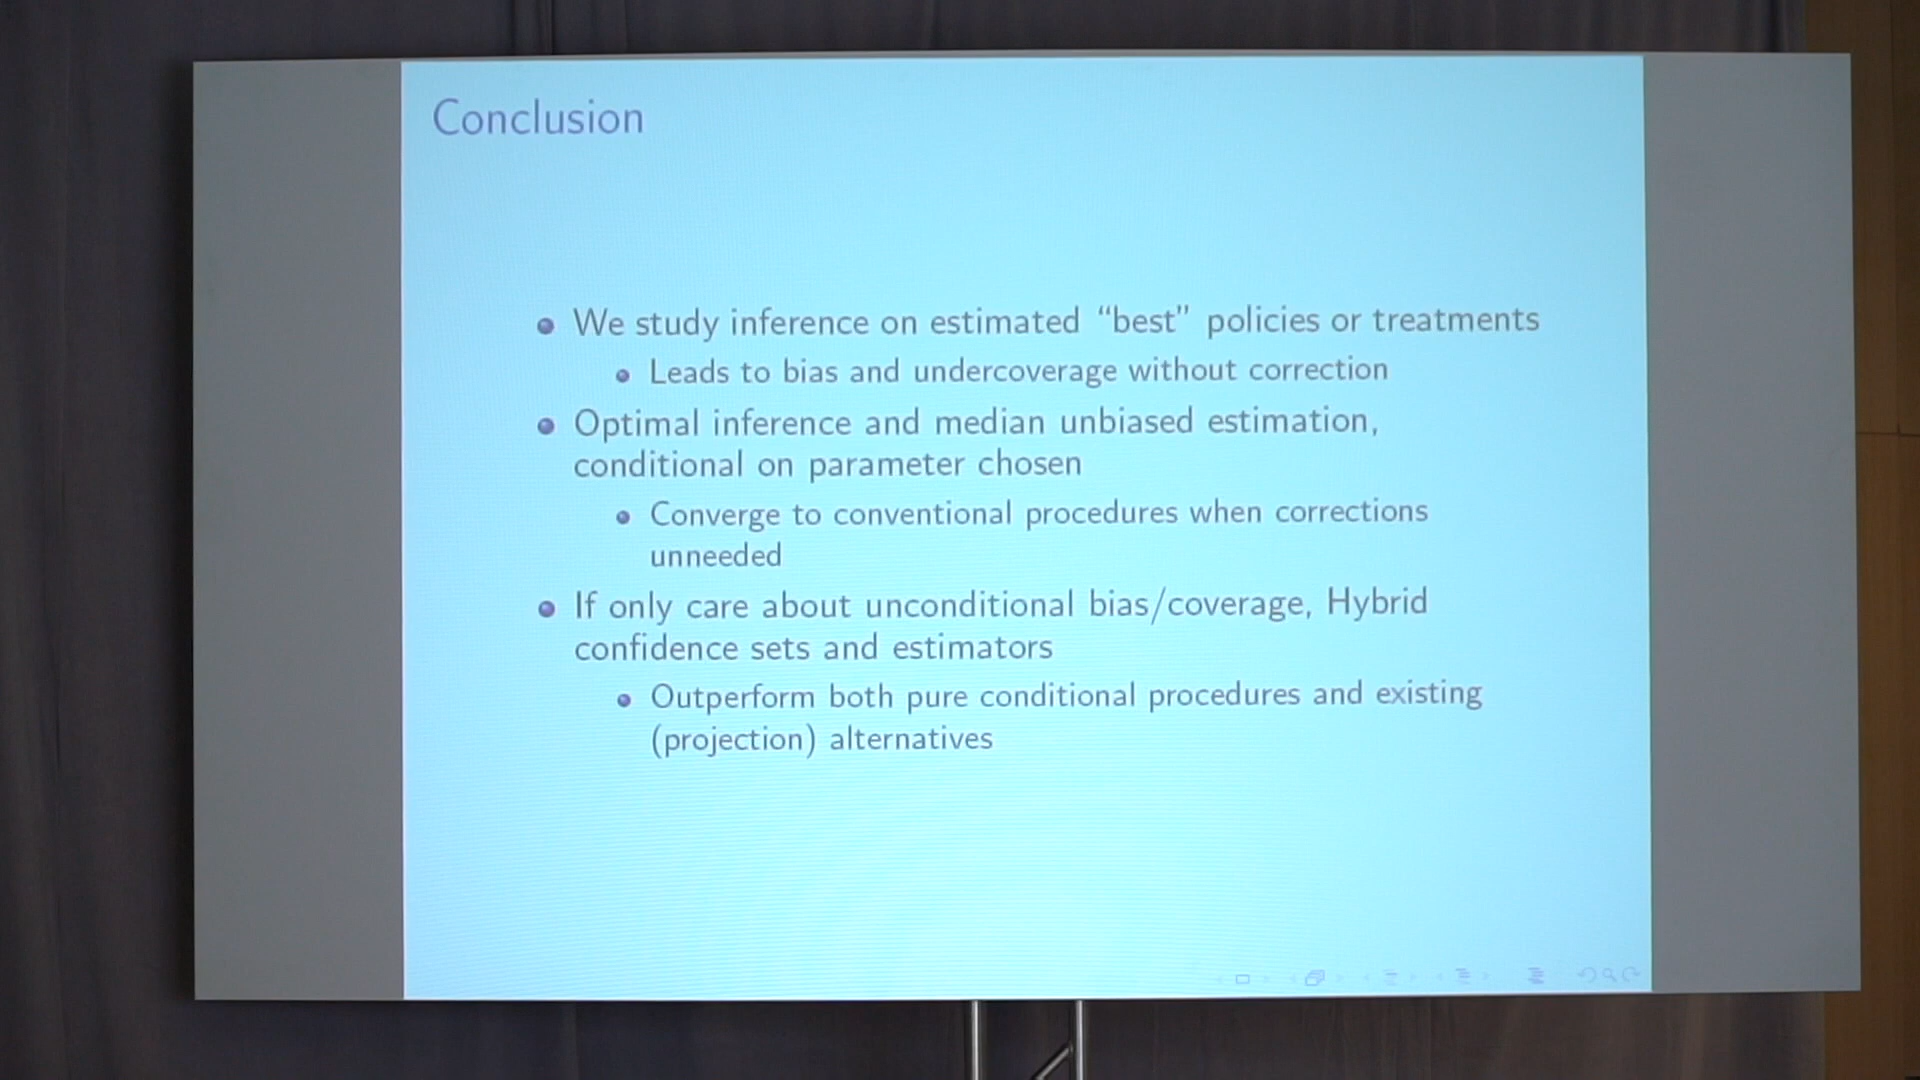 Conclusion
We study inference on estimated “best” policies or treatments
Leads to bias and undercoverage without correction
Optimal inference and median unbiased estimation,
conditional on parameter chosen
Converge to conventional procedures when corrections
unneeded
If only care about unconditional bias/coverage, Hybrid
confidence sets and estimators
Outperform both pure conditional procedures and existing
(projection) alternatives